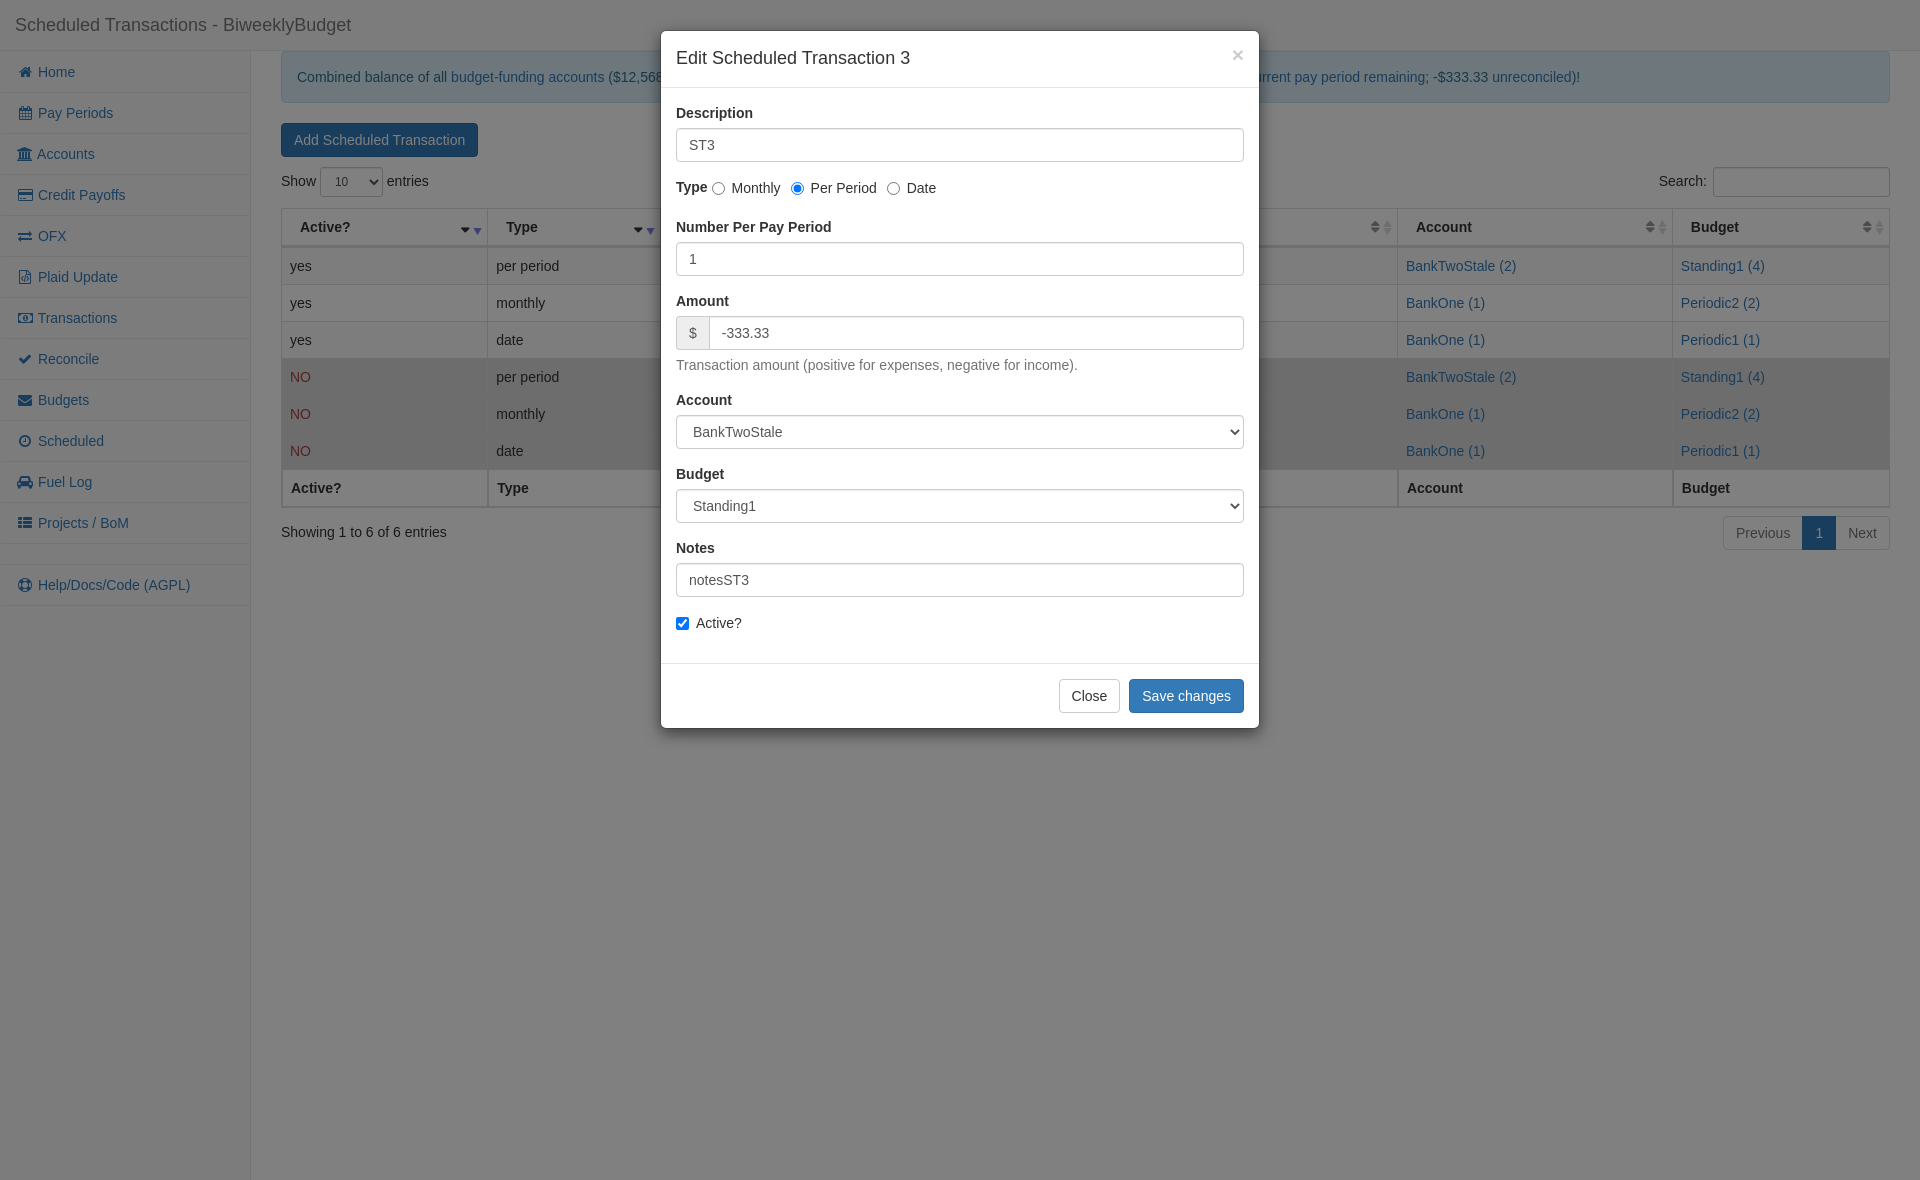 Scheduled Transactions - BiweeklyBudget
Home
Pay Periods
Accounts
Credit Payoffs
OFX
Plaid Update
Transactions
Reconcile
Budgets
Scheduled
Fuel Log
Projects / BoM
Help/Docs/Code (AGPL)
Combined balance of all budget-funding accounts ($12,568
rrent pay period remaining; -$333.33 unreconciled)!
Add Scheduled Transaction
Show 10 entries
Search:
Active? Type Account Budget
yes per period BankTwoStale (2) Standing1 (4)
yes monthly BankOne (1) Periodic2 (2)
yes date BankOne (1) Periodic1 (1)
NO per period BankTwoStale (2) Standing1 (4)
NO monthly BankOne (1) Periodic2 (2)
NO date BankOne (1) Periodic1 (1)
Active? Type Account Budget
Showing 1 to 6 of 6 entries
Previous 1 Next
Edit Scheduled Transaction 3
×
Description
ST3
Type Monthly Per Period Date
Number Per Pay Period
1
Amount
$ -333.33
Transaction amount (positive for expenses, negative for income).
Account
BankTwoStale
Budget
Standing1
Notes
notesST3
Active?
Close Save changes